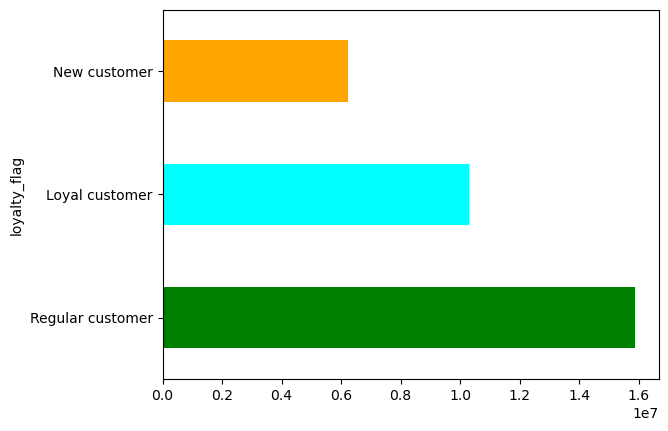 New customer
Loyal customer
Regular customer
loyalty_flag
0.0 0.2 0.4 0.6 0.8 1.0 1.2 1.4 1.6
1e7